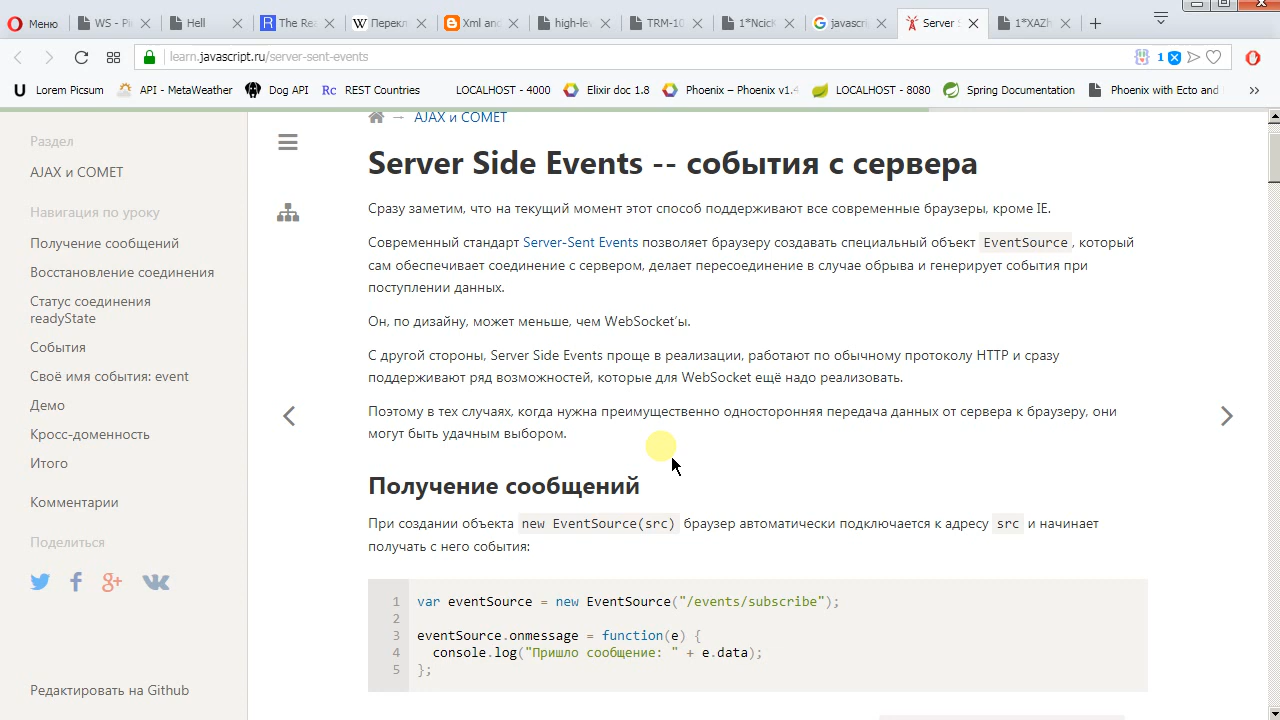 Меню
WS - Pi
Hell
The Rea
Перекл
Xml and
high-lev
TRM-10
1*NcicK
javascri
Server S
1*XAZh
learn.javascript.ru/server-sent-events
1
Lorem Picsum
API - MetaWeather
Dog API
Rc REST Countries
LOCALHOST - 4000
Elixir doc 1.8
Phoenix – Phoenix v1.4
LOCALHOST - 8080
Spring Documentation
Phoenix with Ecto and
Раздел
AJAX и COMET
Навигация по уроку
Получение сообщений
Восстановление соединения
Статус соединения
readyState
События
Своё имя события: event
Демо
Кросс-доменность
Итого
Комментарии
Поделиться
Редактировать на Github
→ AJAX и COMET
Server Side Events -- события с сервера
Сразу заметим, что на текущий момент этот способ поддерживают все современные браузеры, кроме IE.
Современный стандарт Server-Sent Events позволяет браузеру создавать специальный объект EventSource, который
сам обеспечивает соединение с сервером, делает пересоединение в случае обрыва и генерирует события при
поступлении данных.
Он, по дизайну, может меньше, чем WebSocket'ы.
С другой стороны, Server Side Events проще в реализации, работают по обычному протоколу HTTP и сразу
поддерживают ряд возможностей, которые для WebSocket ещё надо реализовать.
Поэтому в тех случаях, когда нужна преимущественно односторонняя передача данных от сервера к браузеру, они
могут быть удачным выбором.
Получение сообщений
При создании объекта new EventSource(src) браузер автоматически подключается к адресу src и начинает
получать с него события:
1 var eventSource = new EventSource("/events/subscribe");
2
3 eventSource.onmessage = function(e) {
4 console.log("Пришло сообщение: " + e.data);
5 };